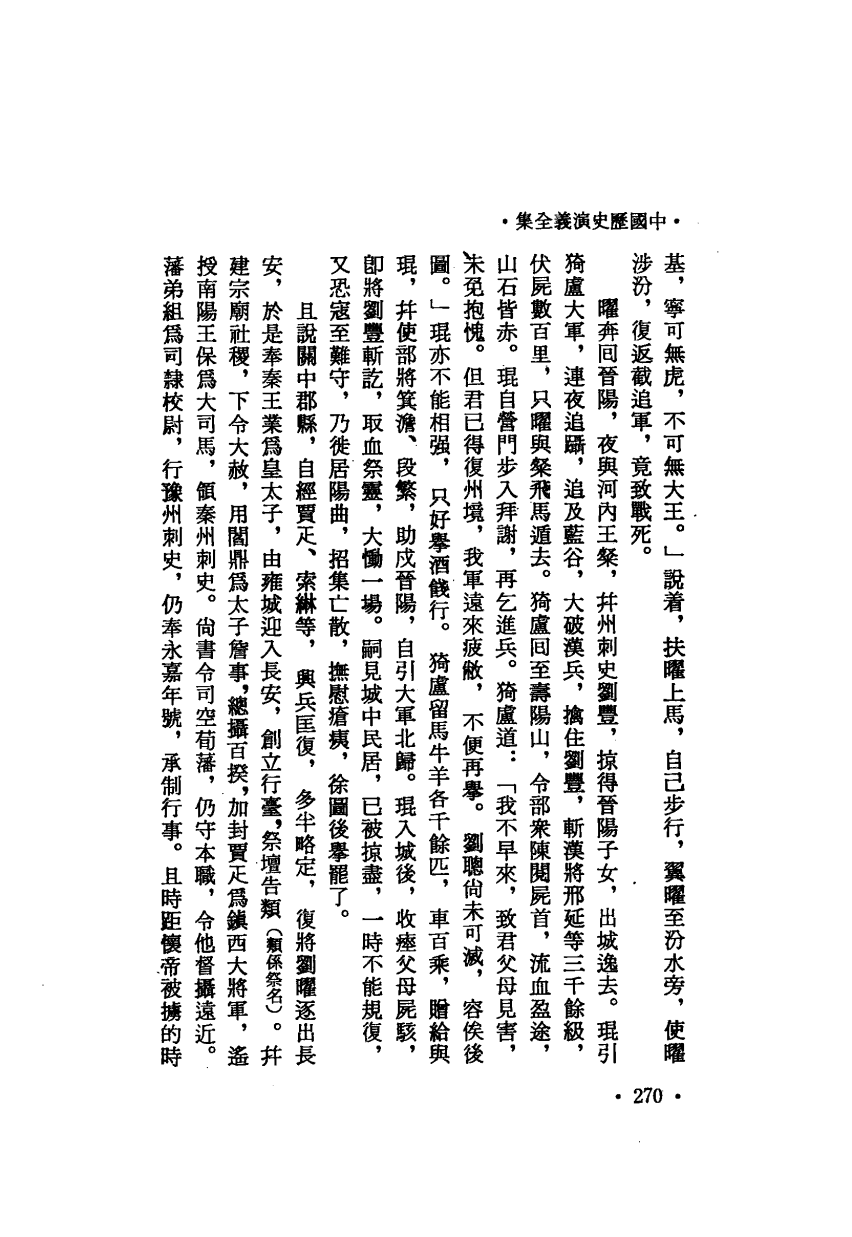 •中國歷史演義全集•
基，寧可無虎，不可無大王。」說着，扶曜上馬，自己步行，翼曜至汾水旁，使曜
涉汾，復返截追軍，竟致戰死。
曜奔回晉陽，夜與河內王粲，幷州刺史劉豐，掠得晉陽子女，出城逸去。琨引
猗盧大軍，連夜追躡，追及藍谷，大破漢兵，擒住劉豐，斬漢將邢延等三千餘級，
伏屍數百里，只曜與粲飛馬遁去。猗盧回至壽陽山，令部衆陳閱屍首，流血盈途，
山石皆赤。琨自營門步入拜謝，再乞進兵。猗盧道：「我不早來，致君父母見害，
未免抱愧。但君已得復州境，我軍遠來疲敝，不便再舉。劉聰尙未可滅，容俟後
圖。」琨亦不能相强，只好舉酒餞行。猗盧留馬牛羊各千餘匹，車百乘，贈給與
琨，幷使部將箕澹、段繁，助戍晉陽，自引大軍北歸。琨入城後，收瘞父母屍骸，
卽將劉豐斬訖，取血祭靈，大慟一場。嗣見城中民居，已被掠盡，一時不能規復，
又恐寇至難守，乃徙居陽曲，招集亡散，撫慰瘡痍，徐圖後舉罷了。
且說關中郡縣，自經賈疋、索綝等，興兵匡復，多半略定，復將劉曜逐出長
安，於是奉秦王業爲皇太子，由雍城迎入長安，創立行臺，祭壇告類（類係祭名）。幷
建宗廟社稷，下令大赦，用閻鼎爲太子詹事，總攝百揆，加封賈疋爲鎭西大將軍，遙
授南陽王保爲大司馬，領秦州刺史。尙書令司空荀藩，仍守本職，令他督攝遠近。
藩弟組爲司隸校尉，行豫州刺史，仍奉永嘉年號，承制行事。且時距懷帝被擄的時
•270•